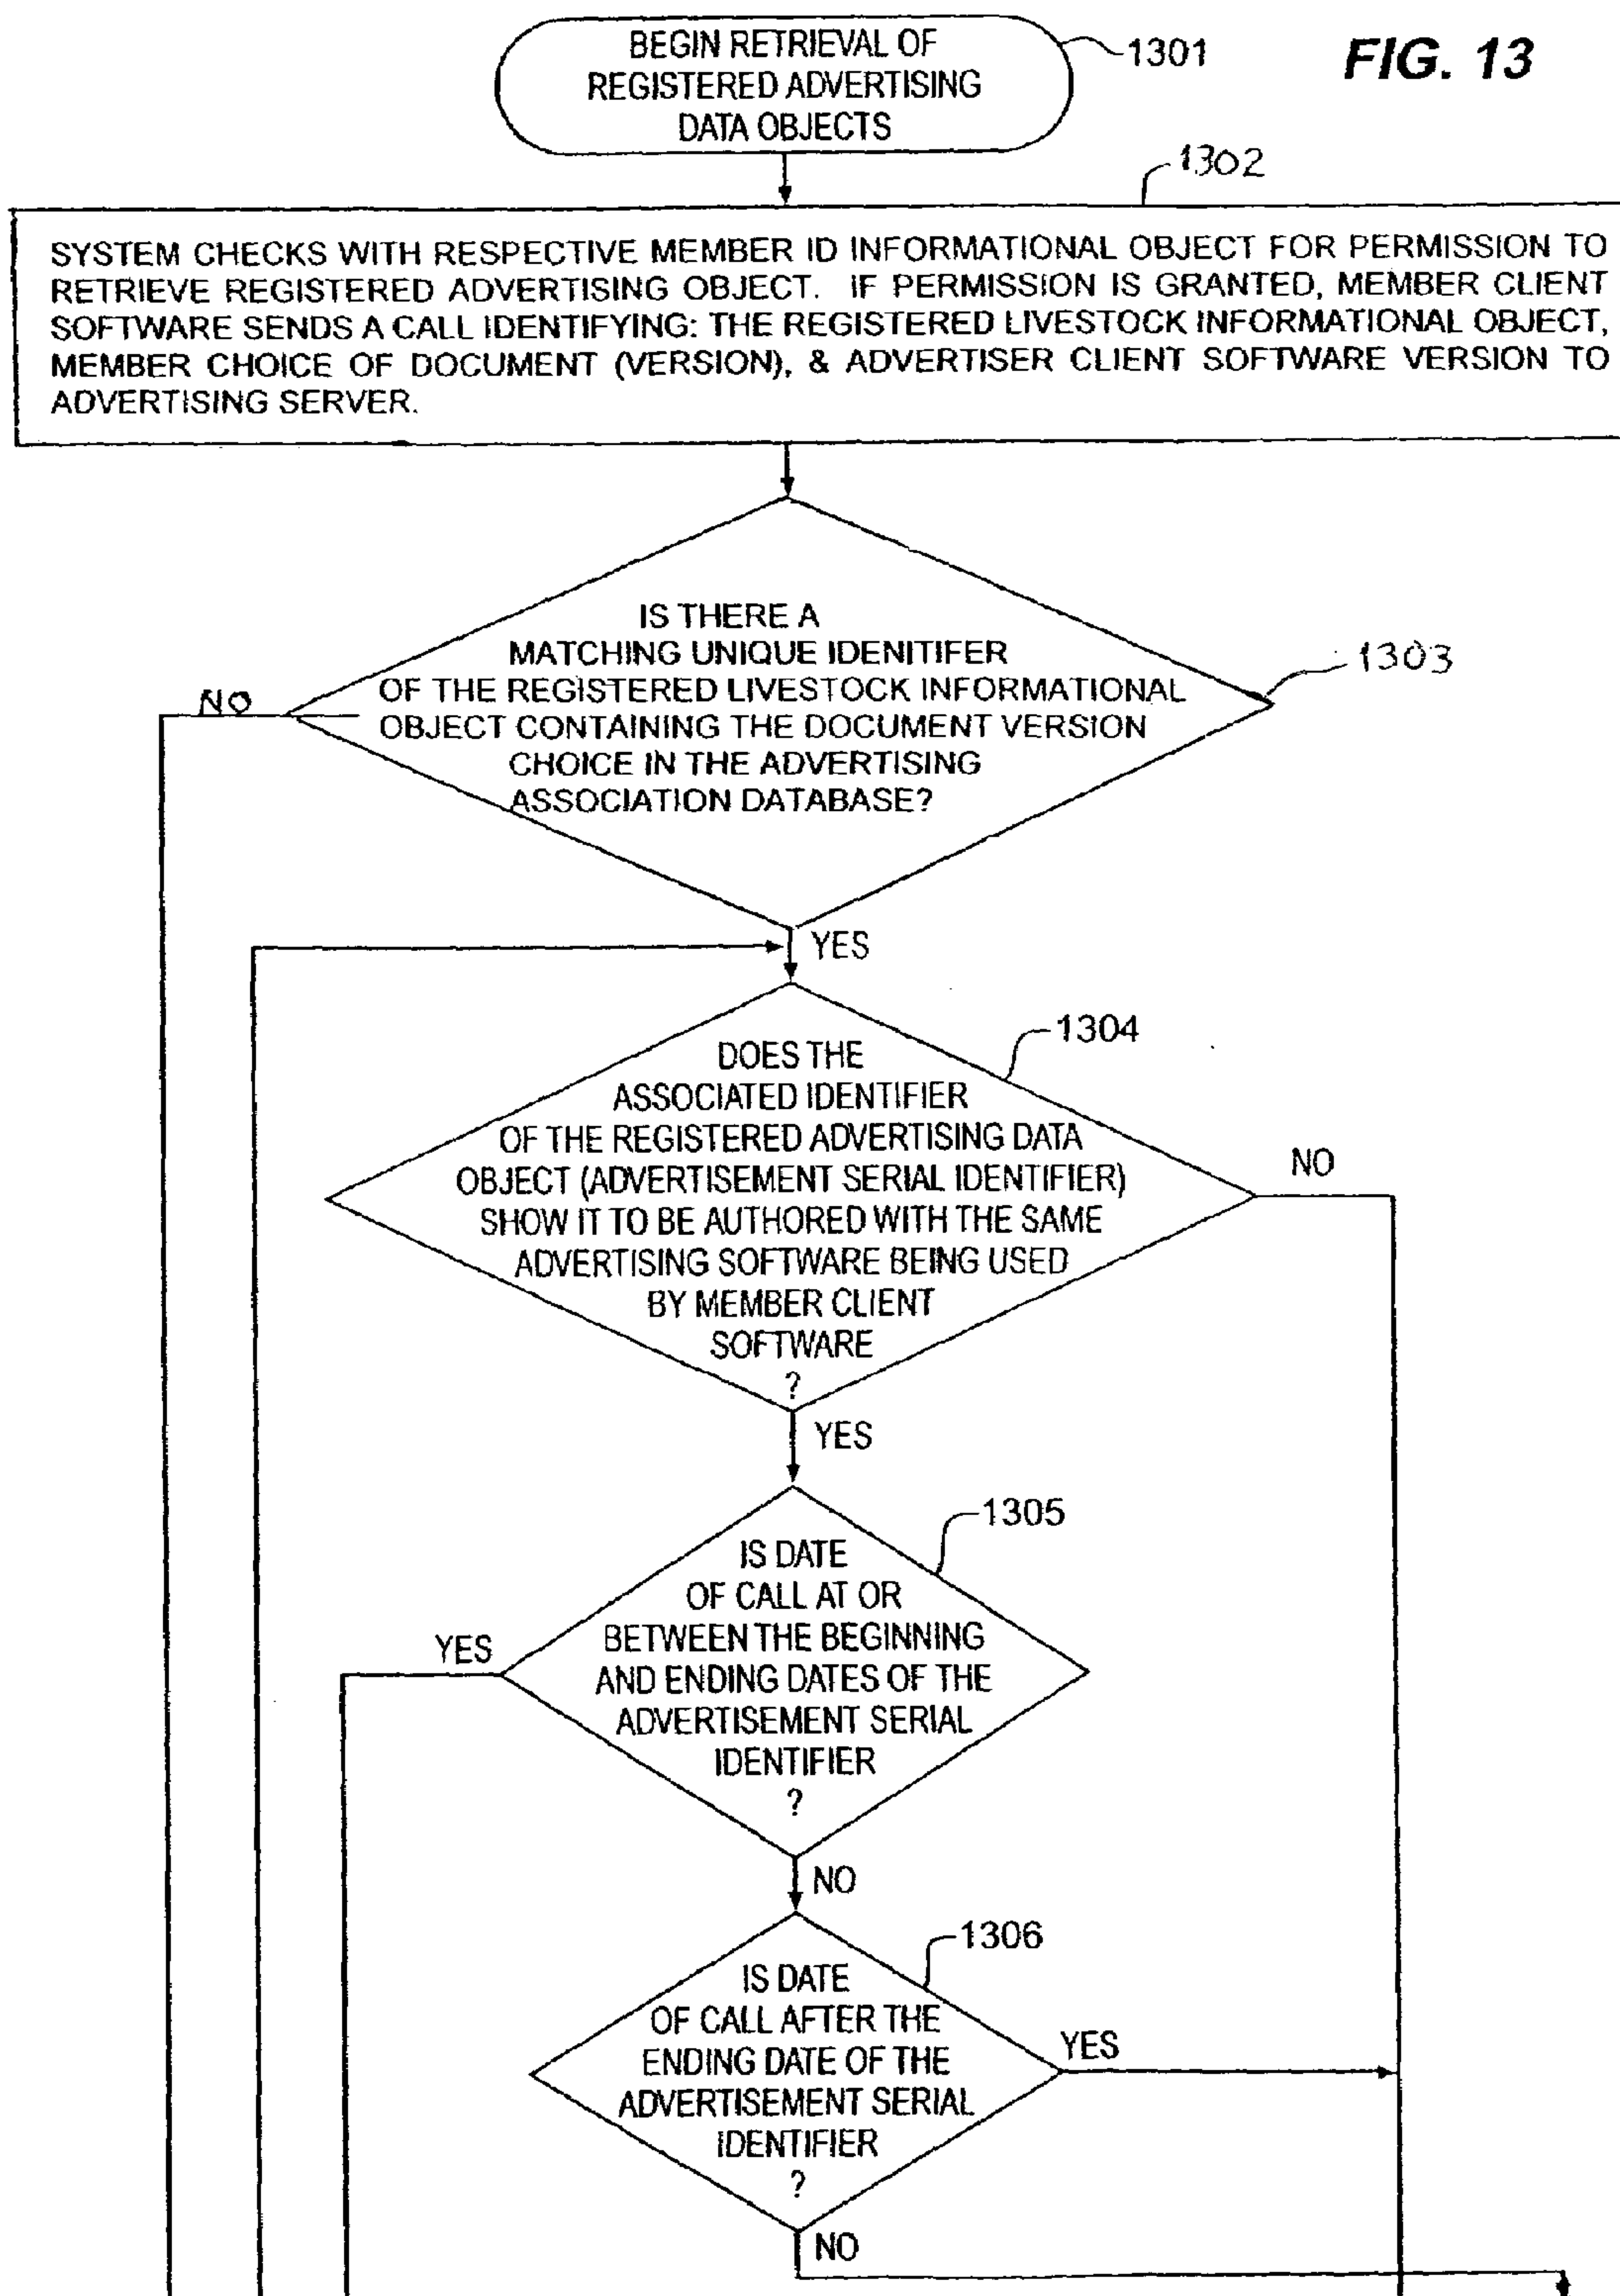 BEGIN RETRIEVAL OF
REGISTERED ADVERTISING
DATA OBJECTS
1301
FIG. 13
1302
SYSTEM CHECKS WITH RESPECTIVE MEMBER ID INFORMATIONAL OBJECT FOR PERMISSION TO
RETRIEVE REGISTERED ADVERTISING OBJECT. IF PERMISSION IS GRANTED, MEMBER CLIENT
SOFTWARE SENDS A CALL IDENTIFYING: THE REGISTERED LIVESTOCK INFORMATIONAL OBJECT,
MEMBER CHOICE OF DOCUMENT (VERSION), & ADVERTISER CLIENT SOFTWARE VERSION TO
ADVERTISING SERVER.
IS THERE A
MATCHING UNIQUE IDENITIFER
OF THE REGISTERED LIVESTOCK INFORMATIONAL
OBJECT CONTAINING THE DOCUMENT VERSION
CHOICE IN THE ADVERTISING
ASSOCIATION DATABASE?
1303
NO
YES
DOES THE
ASSOCIATED IDENTIFIER
OF THE REGISTERED ADVERTISING DATA
OBJECT (ADVERTISEMENT SERIAL IDENTIFIER)
SHOW IT TO BE AUTHORED WITH THE SAME
ADVERTISING SOFTWARE BEING USED
BY MEMBER CLIENT
SOFTWARE
?
1304
NO
YES
IS DATE
OF CALL AT OR
BETWEEN THE BEGINNING
AND ENDING DATES OF THE
ADVERTISEMENT SERIAL
IDENTIFIER
?
1305
YES
NO
IS DATE
OF CALL AFTER THE
ENDING DATE OF THE
ADVERTISEMENT SERIAL
IDENTIFIER
?
1306
YES
NO